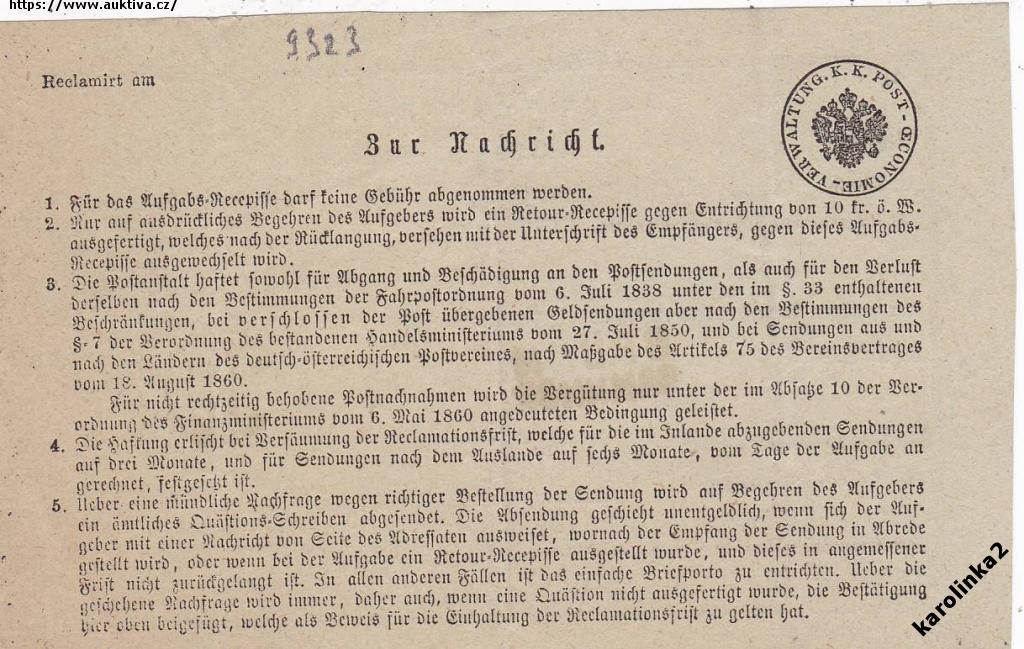 https://www.auktiva.cz/
9323
Reclamirt am
VERWALTUNG. K. K. POST-ŒCONOMIE-
Zur Nachricht.
1. Für das Aufgabs-Recepisse darf keine Gebühr abgenommen werden.
2. Nur auf ausdrückliches Begehren des Aufgebers wird ein Retour-Recepisse gegen Entrichtung von 10 kr. ö. W.
ausgefertigt, welches nach der Rücklangung, versehen mit der Unterschrift des Empfängers, gegen dieses Aufgabs-
Recepisse ausgewechselt wird.
3. Die Postanstalt haftet sowohl für Abgang und Beschädigung an den Postsendungen, als auch für den Verlust
derselben nach den Bestimmungen der Fahrpostordnung vom 6. Juli 1838 unter den im §. 33 enthaltenen
Beschränkungen, bei verschlossen der Post übergebenen Geldsendungen aber nach den Bestimmungen des
§. 7 der Verordnung des bestandenen Handelsministeriums vom 27. Juli 1850, und bei Sendungen aus und
nach den Ländern des deutsch-österreichischen Postvereines, nach Maßgabe des Artikels 75 des Vereinsvertrages
vom 18. August 1860.
Für nicht rechtzeitig behobene Postnachnahmen wird die Vergütung nur unter der im Absatze 10 der Ver-
ordnung des Finanzministeriums vom 6. Mai 1860 angedeuteten Bedingung geleistet.
4. Die Haftung erlischt bei Versäumung der Reclamationsfrist, welche für die im Inlande abzugebenden Sendungen
auf drei Monate, und für Sendungen nach dem Auslande auf sechs Monate, vom Tage der Aufgabe an
gerechnet, festgesetzt ist.
5. Ueber eine mündliche Nachfrage wegen richtiger Bestellung der Sendung wird auf Begehren des Aufgebers
ein ämtliches Quästions-Schreiben abgesendet. Die Absendung geschieht unentgeldlich, wenn sich der Auf-
geber mit einer Nachricht von Seite des Adressaten ausweiset, wornach der Empfang der Sendung in Abrede
gestellt wird, oder wenn bei der Aufgabe ein Retour-Recepisse ausgestellt wurde, und dieses in angemessener
Frist nicht zurückgelangt ist. In allen anderen Fällen ist das einfache Briefporto zu entrichten. Ueber die
geschehene Nachfrage wird immer, daher auch, wenn eine Quästion nicht ausgefertigt wurde, die Bestätigung
hier oben beigefügt, welche als Beweis für die Einhaltung der Reclamationsfrist zu gelten hat.
karolinka2